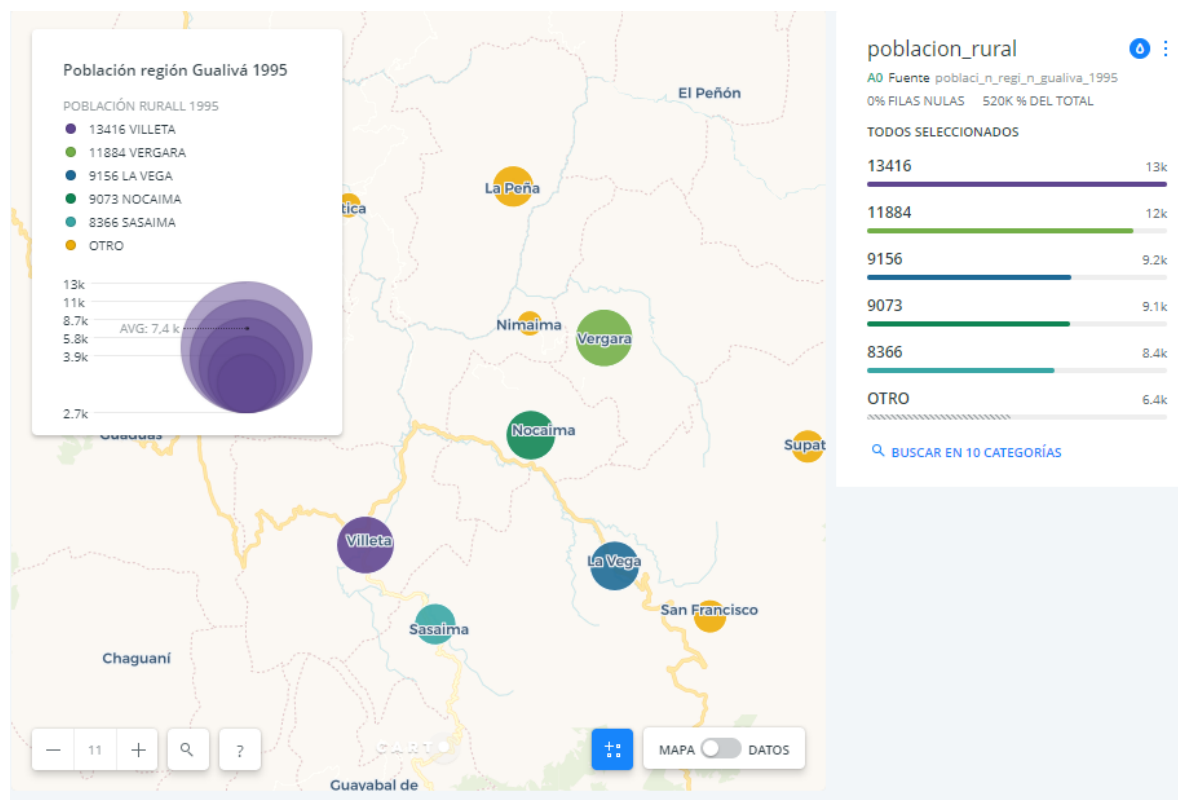 Población región Gualivá 1995
POBLACIÓN RURALL 1995
13416 VILLETA
11884 VERGARA
9156 LA VEGA
9073 NOCAIMA
8366 SASAIMA
OTRO
13k
11k
8.7k
AVG: 7,4 k
5.8k
3.9k
2.7k
El Peñón
La Peña
tica
Nimaima
Vergara
Nocaima
Supat
Guaduas
Villeta
La Vega
San Francisco
Sasaima
Chaguaní
CART
Guayabal de
11
?
MAPA
DATOS
poblacion_rural
A0 Fuente poblaci_n_regi_n_gualiva_1995
0% FILAS NULAS 520K % DEL TOTAL
TODOS SELECCIONADOS
13416 13k
11884 12k
9156 9.2k
9073 9.1k
8366 8.4k
OTRO 6.4k
BUSCAR EN 10 CATEGORÍAS